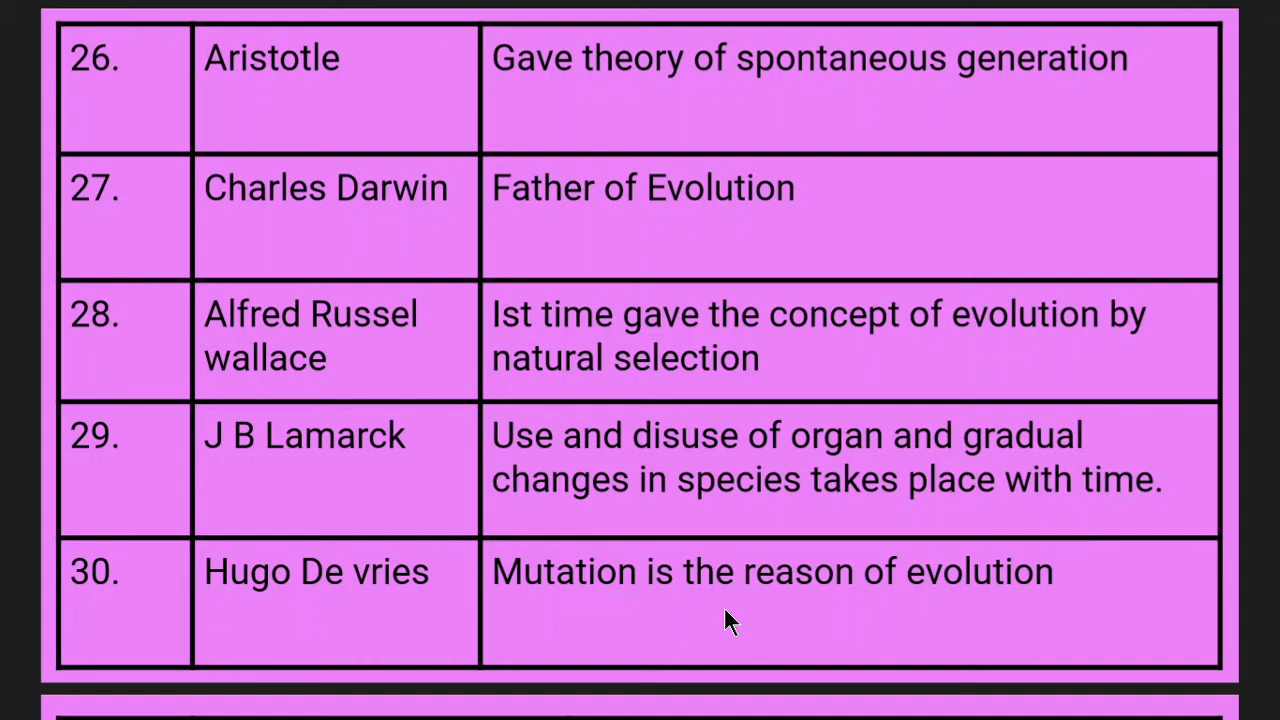 26. Aristotle Gave theory of spontaneous generation
27. Charles Darwin Father of Evolution
28. Alfred Russel Ist time gave the concept of evolution by
wallace natural selection
29. J B Lamarck Use and disuse of organ and gradual
changes in species takes place with time.
30. Hugo De vries Mutation is the reason of evolution